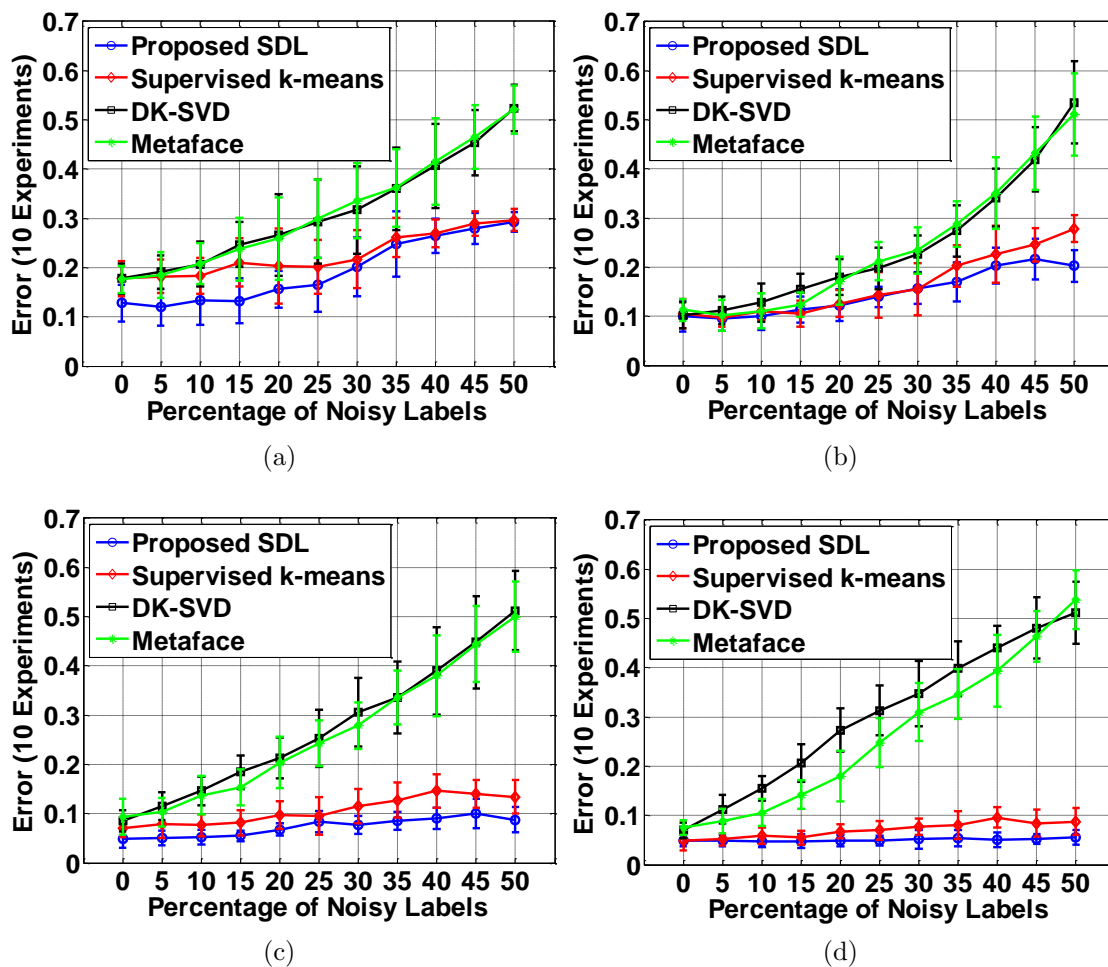 0.7
0.6
0.5
0.4
0.3
0.2
0.1
0
Error (10 Experiments)
Proposed SDL
Supervised k-means
DK-SVD
Metaface
0 5 10 15 20 25 30 35 40 45 50
Percentage of Noisy Labels
(a)
0.7
0.6
0.5
0.4
0.3
0.2
0.1
0
Error (10 Experiments)
Proposed SDL
Supervised k-means
DK-SVD
Metaface
0 5 10 15 20 25 30 35 40 45 50
Percentage of Noisy Labels
(b)
0.7
0.6
0.5
0.4
0.3
0.2
0.1
0
Error (10 Experiments)
Proposed SDL
Supervised k-means
DK-SVD
Metaface
0 5 10 15 20 25 30 35 40 45 50
Percentage of Noisy Labels
(c)
0.7
0.6
0.5
0.4
0.3
0.2
0.1
0
Error (10 Experiments)
Proposed SDL
Supervised k-means
DK-SVD
Metaface
0 5 10 15 20 25 30 35 40 45 50
Percentage of Noisy Labels
(d)